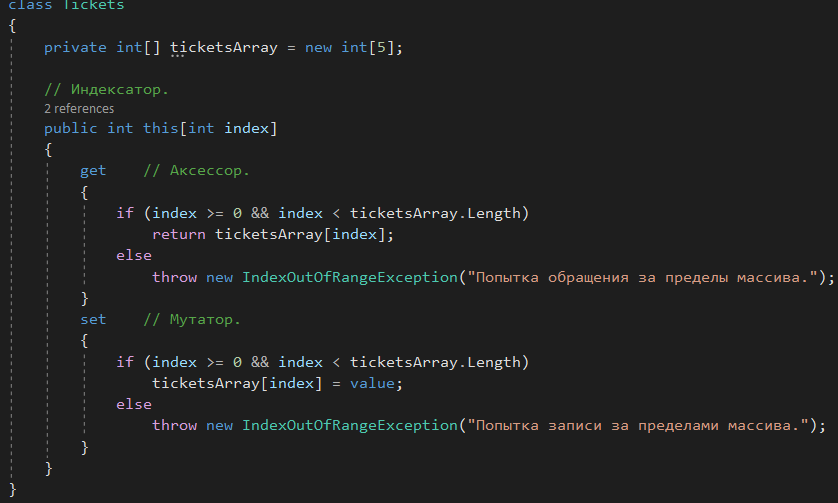 class Tickets
{
    private int[] ticketsArray = new int[5];
    // Индексатор.
    2 references
    public int this[int index]
    {
        get    // Аксессор.
        {
            if (index >= 0 && index < ticketsArray.Length)
                return ticketsArray[index];
            else
                throw new IndexOutOfRangeException("Попытка обращения за пределы массива.");
        }
        set    // Мутатор.
        {
            if (index >= 0 && index < ticketsArray.Length)
                ticketsArray[index] = value;
            else
                throw new IndexOutOfRangeException("Попытка записи за пределами массива.");
        }
    }
}